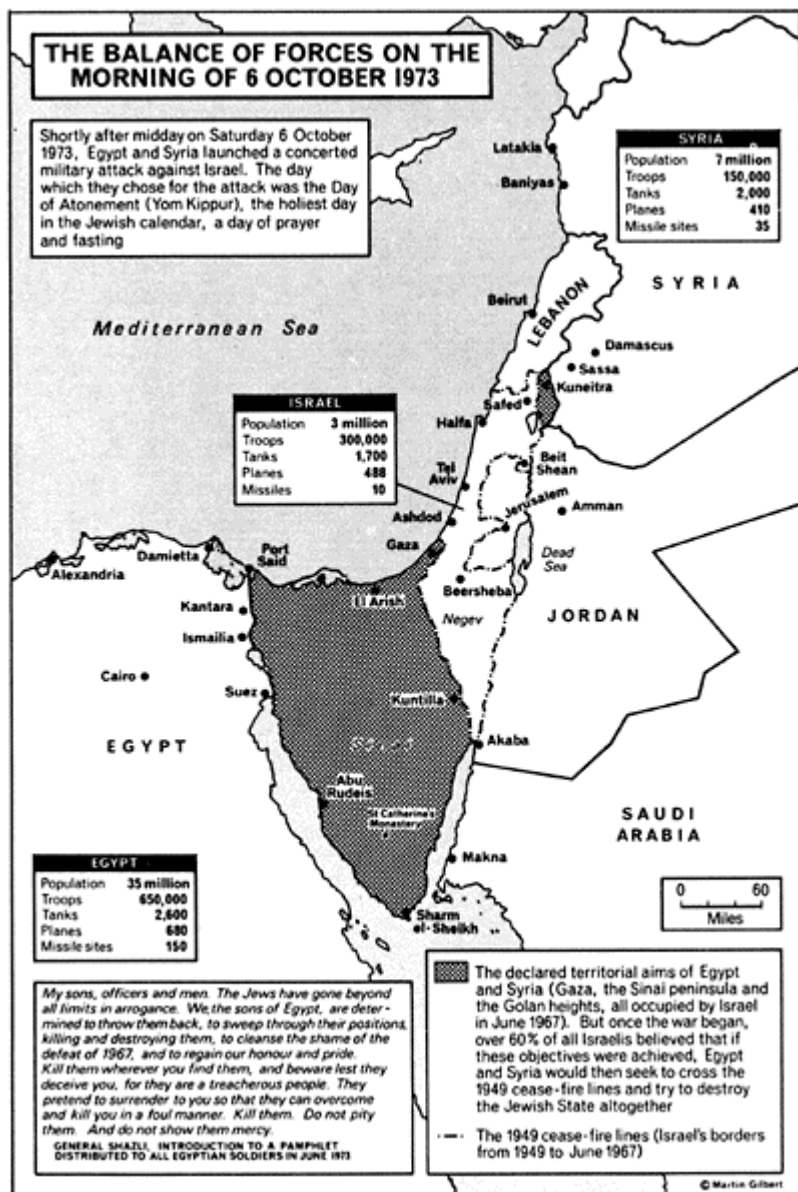 THE BALANCE OF FORCES ON THE
MORNING OF 6 OCTOBER 1973
Shortly after midday on Saturday 6 October
1973, Egypt and Syria launched a concerted
military attack against Israel. The day
which they chose for the attack was the Day
of Atonement (Yom Kippur), the holiest day
in the Jewish calendar, a day of prayer
and fasting
Latakia
Baniyas
SYRIA
Population 7 million
Troops 150,000
Tanks 2,000
Planes 410
Missile sites 35
SYRIA
Beirut
LEBANON
Mediterranean Sea
Damascus
Sassa
Kuneitra
Safed
Haifa
ISRAEL
Population 3 million
Troops 300,000
Tanks 1,700
Planes 488
Missiles 10
Beit
Shean
Tel
Aviv
Jerusalem
Amman
Ashdod
Gaza
Dead
Sea
Damietta
Port
Said
Alexandria
El Arish
Beersheba
Negev
JORDAN
Kantara
Ismailia
Cairo
Suez
Kuntilla
EGYPT
Akaba
Abu
Rudeis
St Catherine's
Monastery
SAUDI
ARABIA
Makna
Sharm
el-Sheikh
0 60
Miles
EGYPT
Population 35 million
Troops 650,000
Tanks 2,600
Planes 680
Missile sites 150
My sons, officers and men. The Jews have gone beyond
all limits in arrogance. We, the sons of Egypt, are deter-
mined to throw them back, to sweep through their positions,
killing and destroying them, to cleanse the shame of the
defeat of 1967, and to regain our honour and pride.
Kill them wherever you find them, and beware lest they
deceive you, for they are a treacherous people. They
pretend to surrender to you so that they can overcome
and kill you in a foul manner. Kill them. Do not pity
them. And do not show them mercy.
GENERAL SHAZLI, INTRODUCTION TO A PAMPHLET
DISTRIBUTED TO ALL EGYPTIAN SOLDIERS IN JUNE 1973
The declared territorial aims of Egypt
and Syria (Gaza, the Sinai peninsula and
the Golan heights, all occupied by Israel
in June 1967). But once the war began,
over 60% of all Israelis believed that if
these objectives were achieved, Egypt
and Syria would then seek to cross the
1949 cease-fire lines and try to destroy
the Jewish State altogether
The 1949 cease-fire lines (Israel's borders
from 1949 to June 1967)
© Martin Gilbert